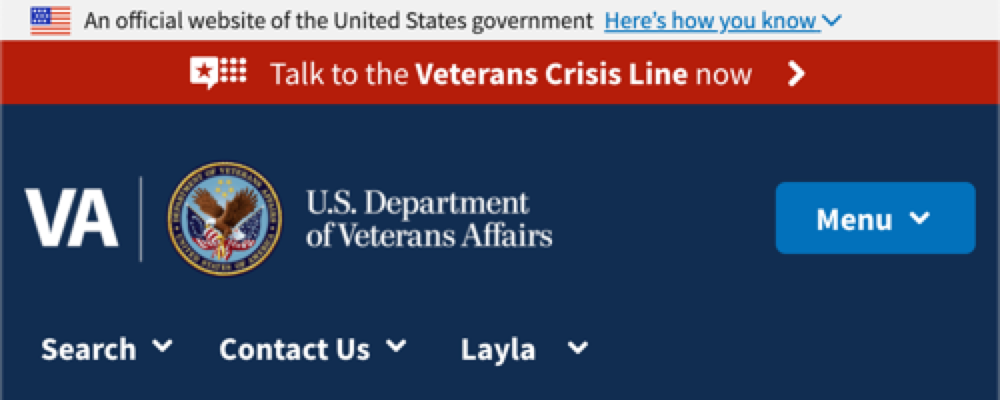 An official website of the United States government Here's how you know
Talk to the Veterans Crisis Line now
VA
DEPARTMENT OF VETERANS AFFAIRS
UNITED STATES OF AMERICA
U.S. Department
of Veterans Affairs
Menu
Search Contact Us Layla